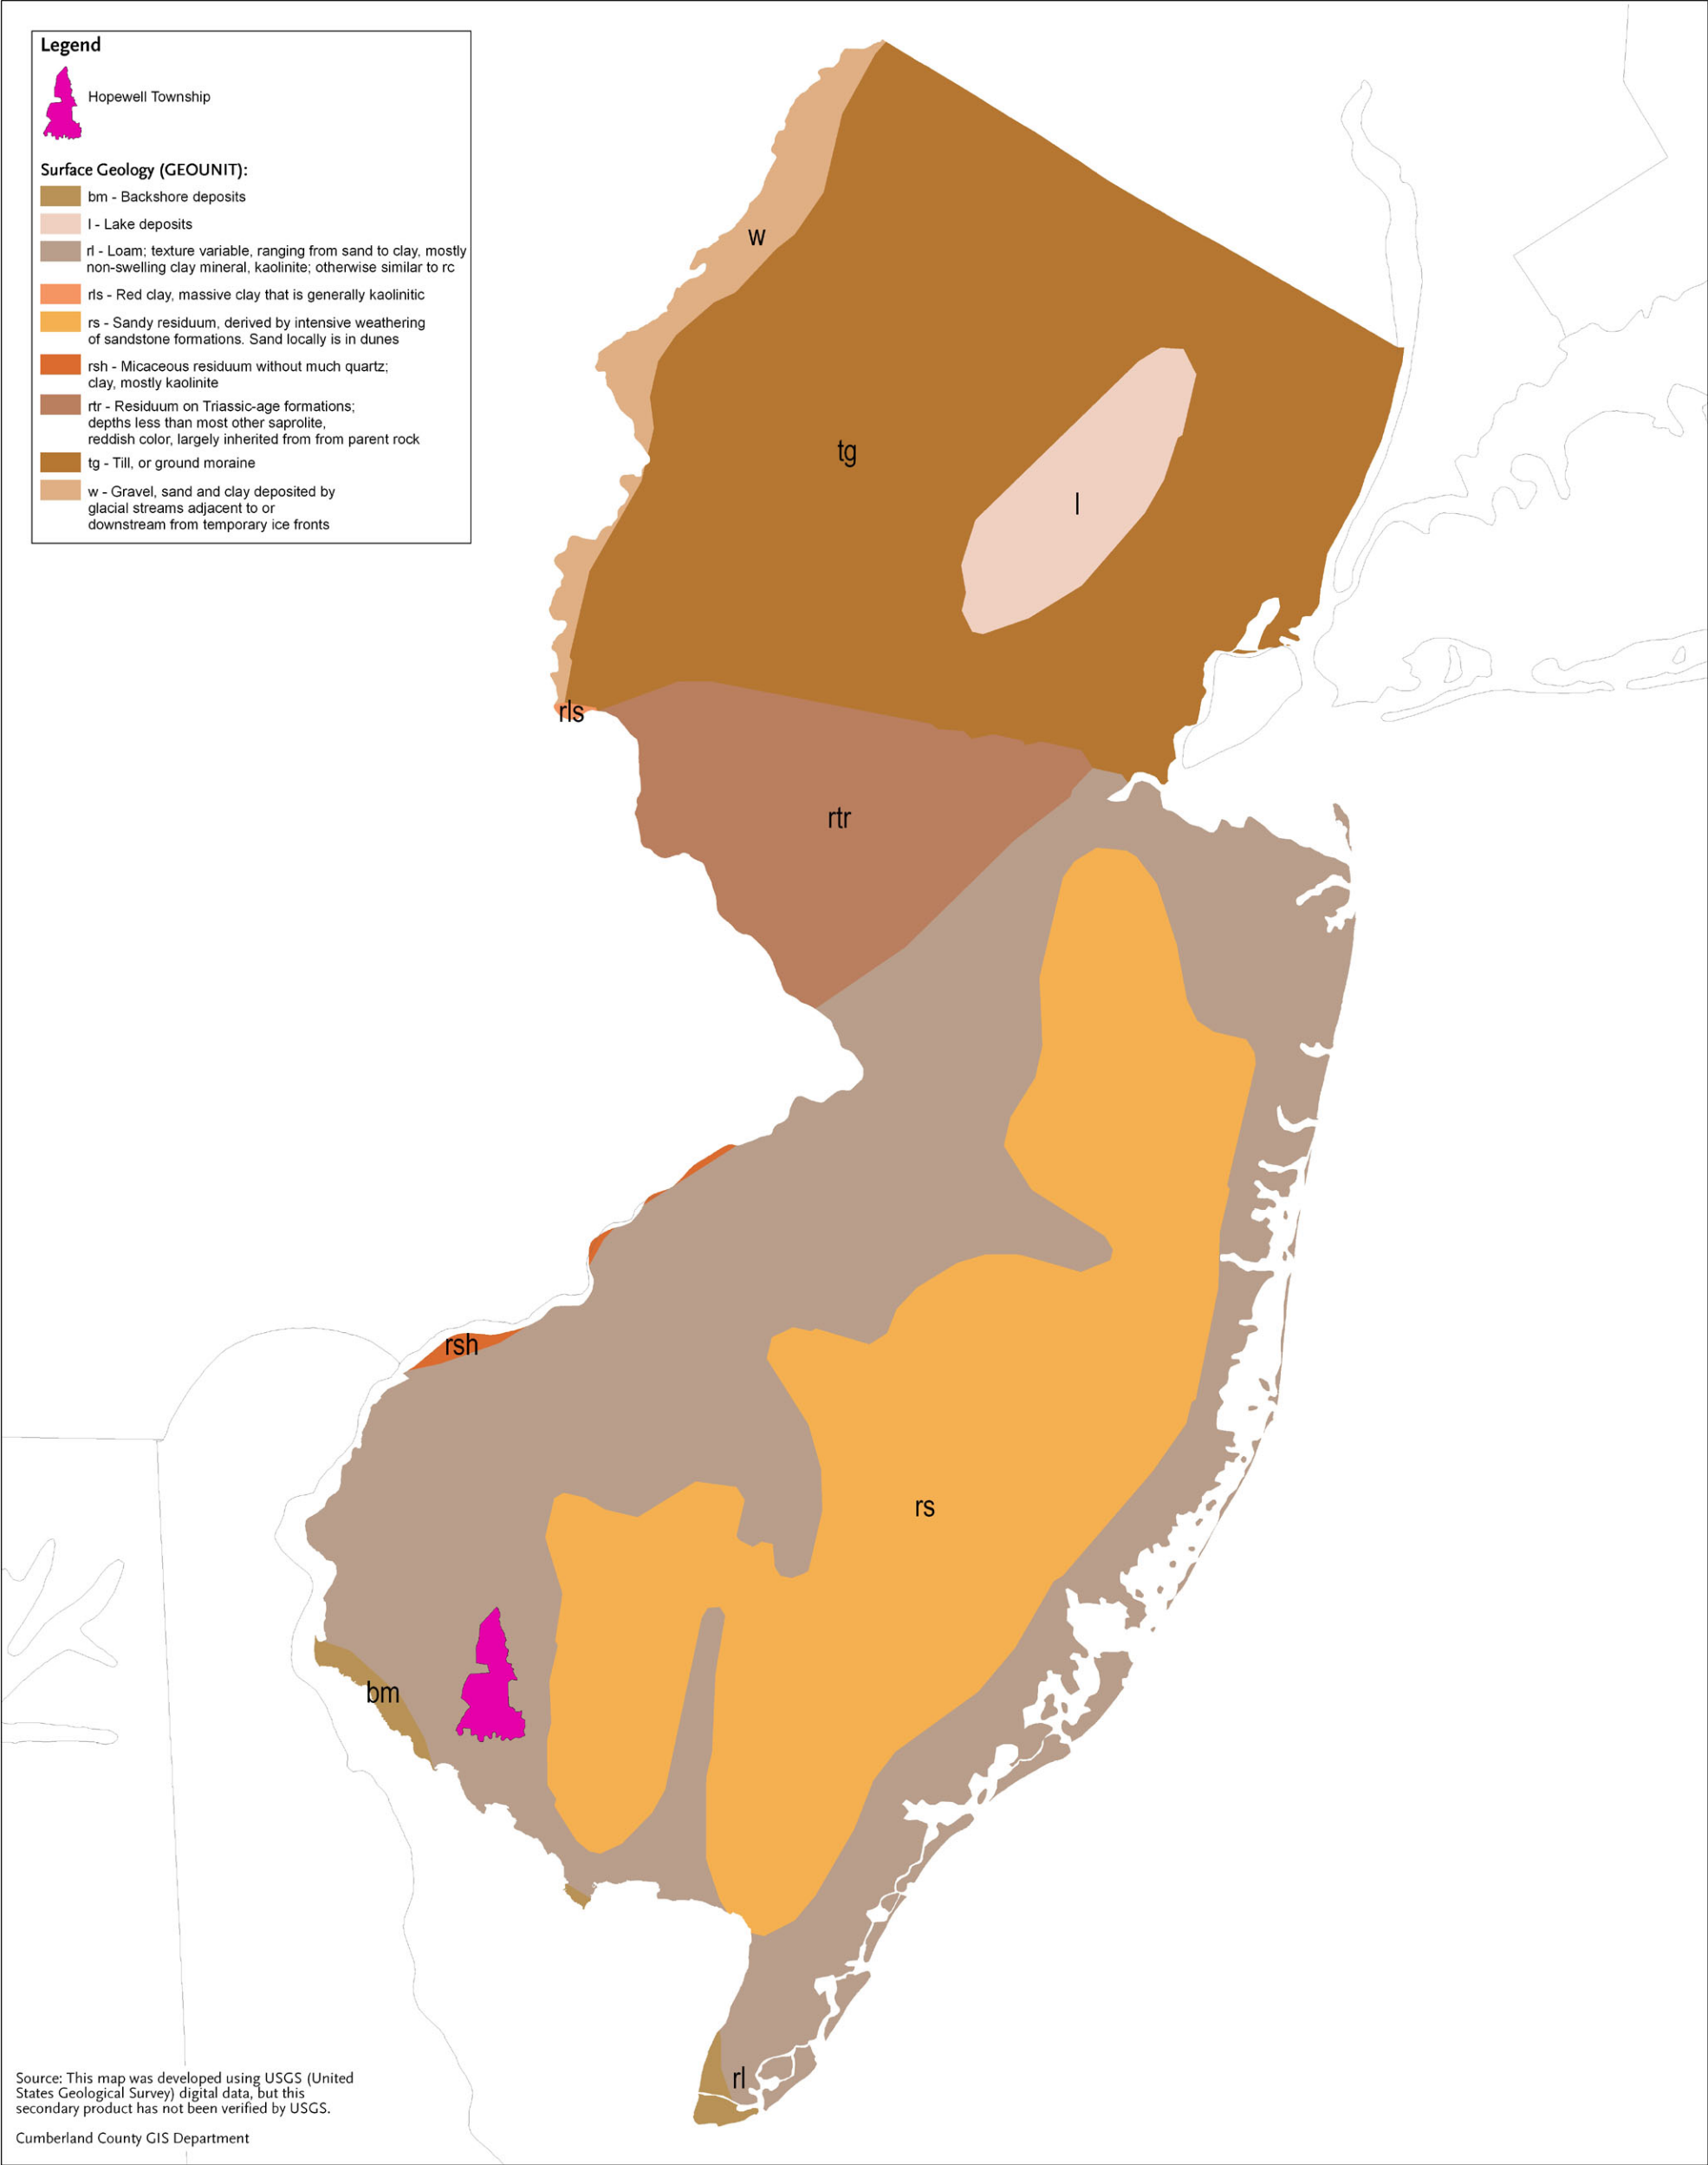 Legend
Hopewell Township
Surface Geology (GEOUNIT):
bm - Backshore deposits
l - Lake deposits
rl - Loam; texture variable, ranging from sand to clay, mostly
non-swelling clay mineral, kaolinite; otherwise similar to rc
rls - Red clay, massive clay that is generally kaolinitic
rs - Sandy residuum, derived by intensive weathering
of sandstone formations. Sand locally is in dunes
rsh - Micaceous residuum without much quartz;
clay, mostly kaolinite
rtr - Residuum on Triassic-age formations;
depths less than most other saprolite,
reddish color, largely inherited from from parent rock
tg - Till, or ground moraine
w - Gravel, sand and clay deposited by
glacial streams adjacent to or
downstream from temporary ice fronts
w
tg
l
rls
rtr
rsh
rs
bm
rl
Source: This map was developed using USGS (United
States Geological Survey) digital data, but this
secondary product has not been verified by USGS.
Cumberland County GIS Department